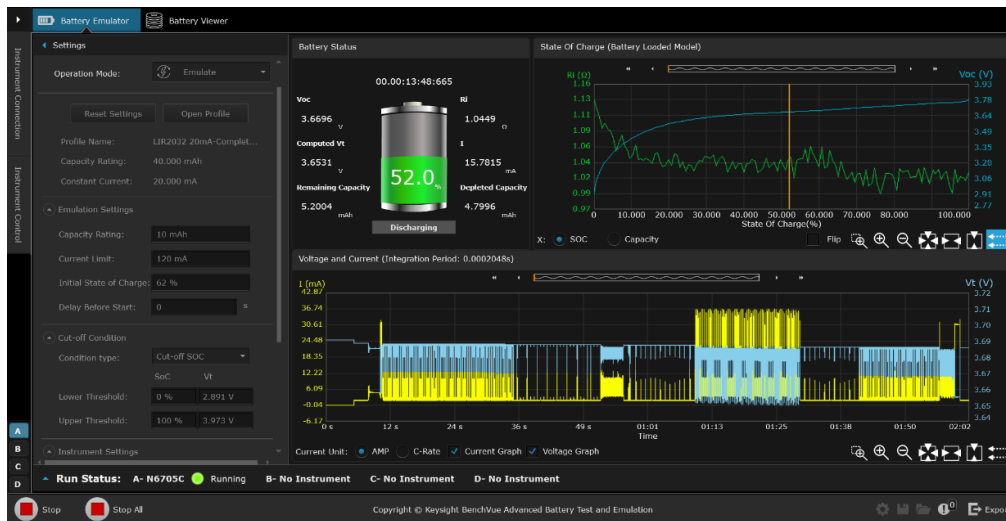 Battery Emulator
Battery Viewer
Instrument Connection
Instrument Control
Settings
Operation Mode: Emulate
Reset Settings Open Profile
Profile Name: LIR2032 20mA-Complet...
Capacity Rating: 40.000 mAh
Constant Current: 20.000 mA
Emulation Settings
Capacity Rating: 10 mAh
Current Limit: 120 mA
Initial State of Charge: 62 %
Delay Before Start: 0 s
Cut-off Condition
Condition type: Cut-off SOC
SoC Vt
Lower Threshold: 0 % 2.891 V
Upper Threshold: 100 % 3.973 V
Instrument Settings
Battery Status
00.00:13:48:665
Voc Ri
3.6696 V 1.0449 Ω
Computed Vt I
3.6531 V 15.7815 mA
52.0 %
Remaining Capacity Depleted Capacity
5.2004 mAh 4.7996 mAh
Discharging
State Of Charge (Battery Loaded Model)
Ri (Ω) Voc (V)
1.16 3.93
1.13 3.78
1.11 3.64
1.09 3.49
1.06 3.35
1.04 3.20
1.02 3.06
0.99 2.91
0.97 2.77
0 10.000 20.000 30.000 40.000 50.000 60.000 70.000 80.000 100.000
State Of Charge(%)
X: SOC Capacity Flip
Voltage and Current (Integration Period: 0.0002048s)
I (mA) Vt (V)
42.87 3.72
36.74 3.71
30.61 3.70
24.48 3.69
18.35 3.68
12.22 3.67
6.09 3.66
-0.04 3.65
-6.17 3.64
0 s 12 s 24 s 36 s 49 s 01:01 01:13 01:25 01:38 01:50 02:02
Time
Current Unit: AMP C-Rate Current Graph Voltage Graph
A
B
C
D
Run Status: A- N6705C Running B- No Instrument C- No Instrument D- No Instrument
Stop Stop All Copyright © Keysight BenchVue Advanced Battery Test and Emulation 0 Expor